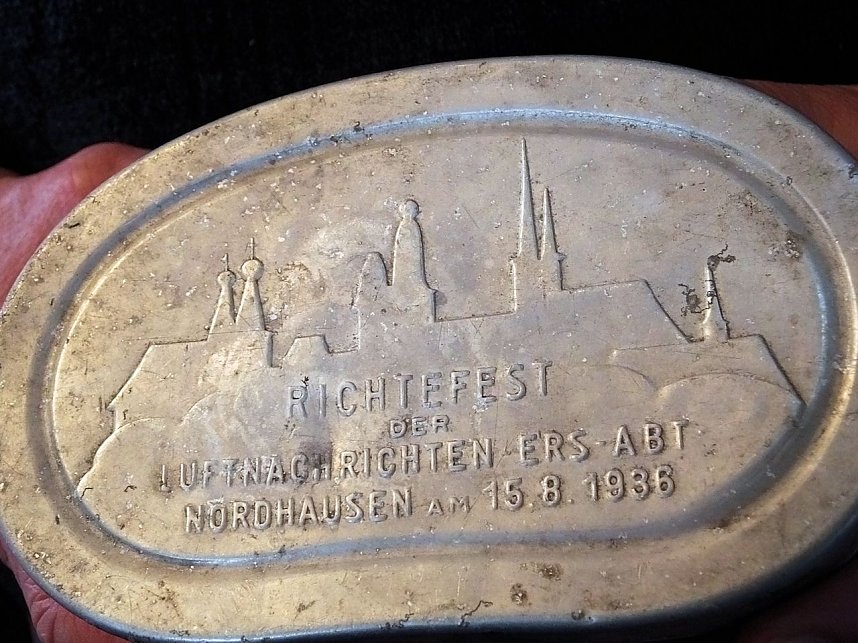 RICHTEFEST
DER
LUFTNACHRICHTEN-ERS-ABT.
NORDHAUSEN AM 15.8.1936